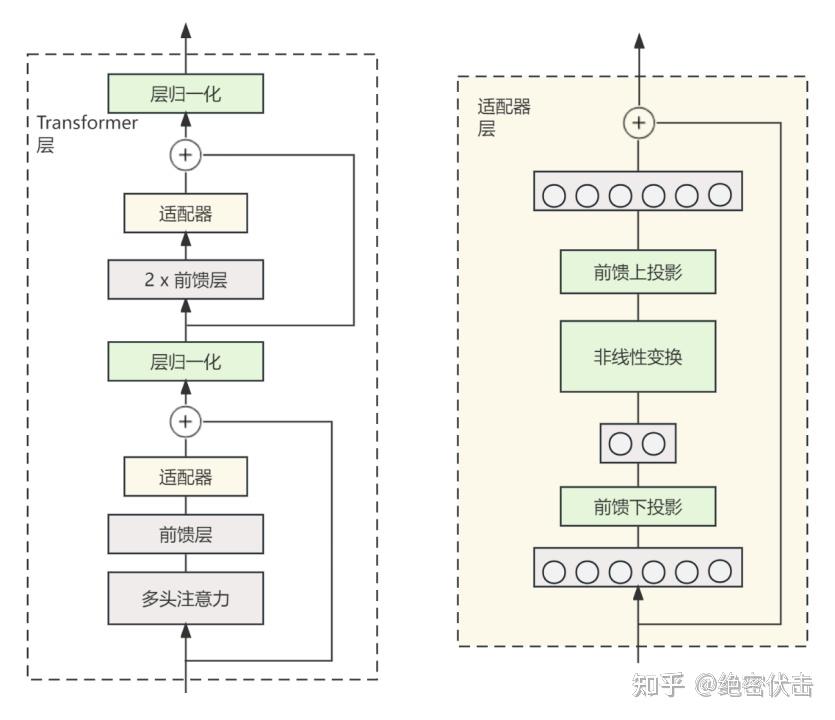 层归一化
Transformer
层
适配器
2 x 前馈层
层归一化
适配器
前馈层
多头注意力
适配器
层
前馈上投影
非线性变换
前馈下投影
知乎 @绝密伏击